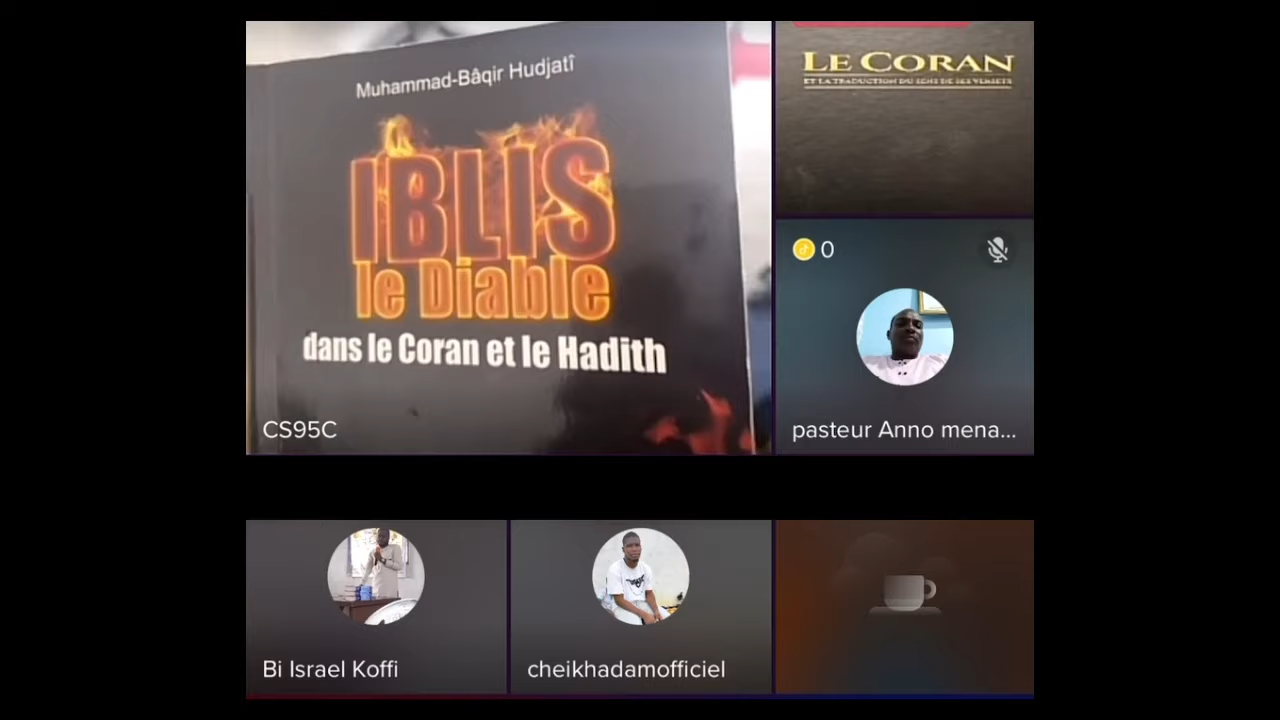 Muhammad-Bâqir Hudjatî
IBLIS
le Diable
dans le Coran et le Hadith
CS95C
LE CORAN
ET LA TRADUCTION DU SENS DE SES VERSETS
0
pasteur Anno mena...
Bi Israel Koffi
cheikhadamofficiel